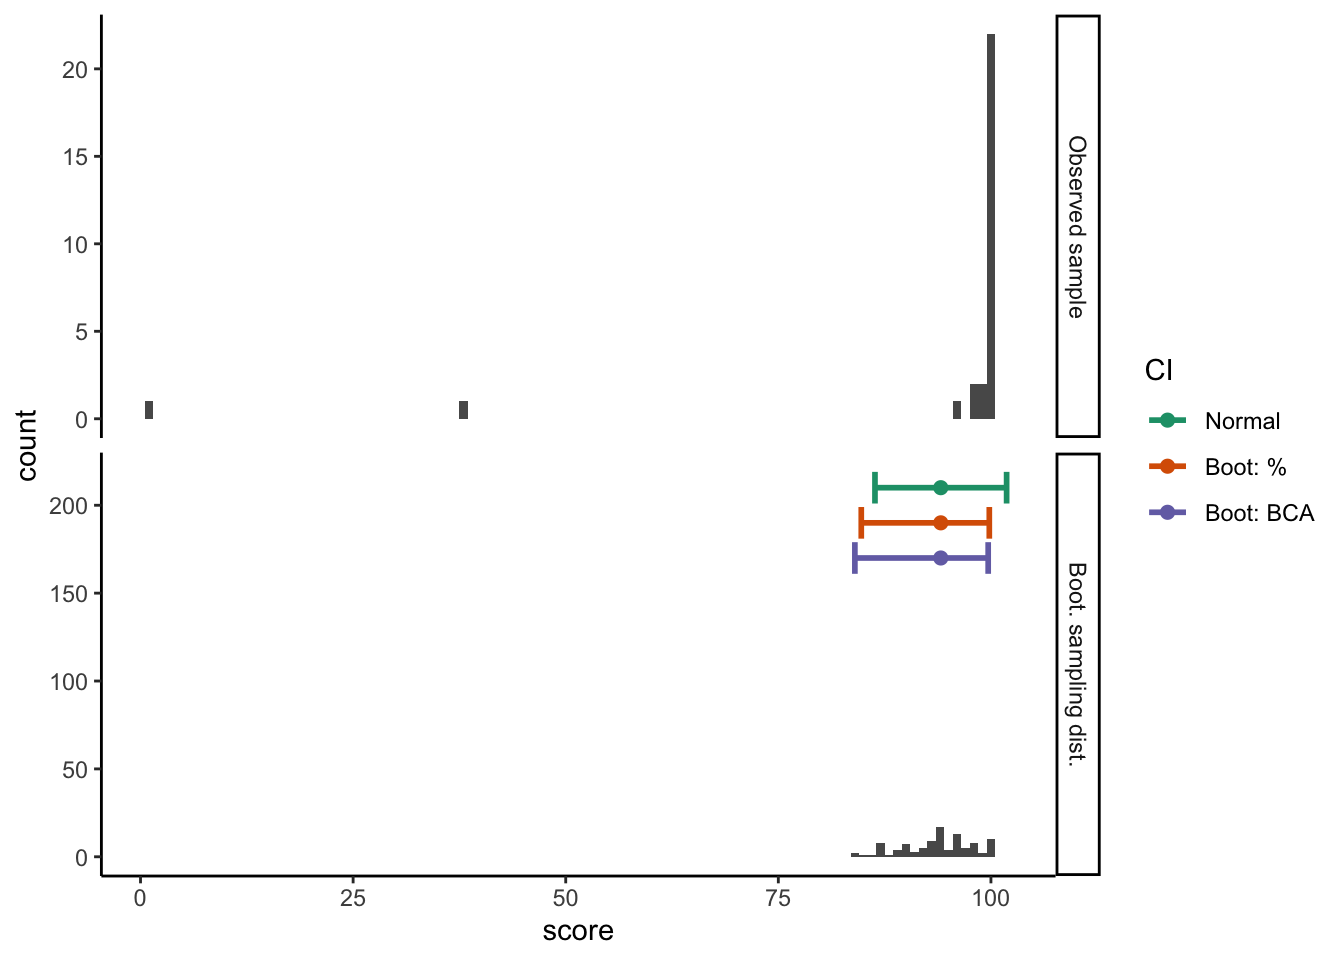 20
15
10
5
0
Observed sample
count
200
150
100
50
0
Boot. sampling dist.
0 25 50 75 100
score
CI
Normal
Boot: %
Boot: BCA